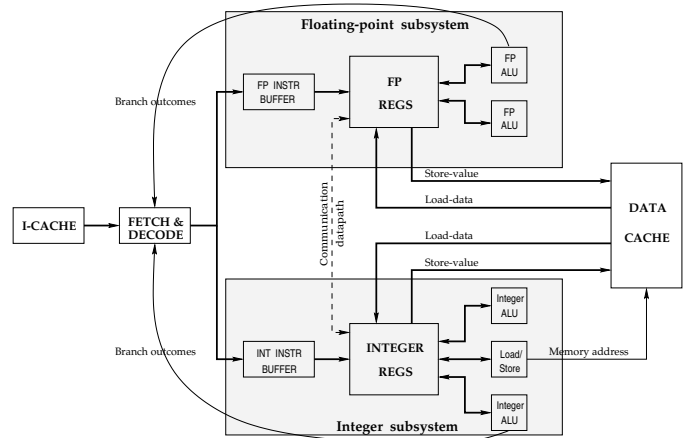 Floating-point subsystem
FP
ALU
FP INSTR
BUFFER
FP
REGS
FP
ALU
Branch outcomes
Store-value
Load-data
I-CACHE
FETCH &
DECODE
Communication
datapath
DATA
CACHE
Load-data
Store-value
Integer
ALU
Branch outcomes
INT INSTR
BUFFER
INTEGER
REGS
Load/
Store
Memory address
Integer
ALU
Integer subsystem